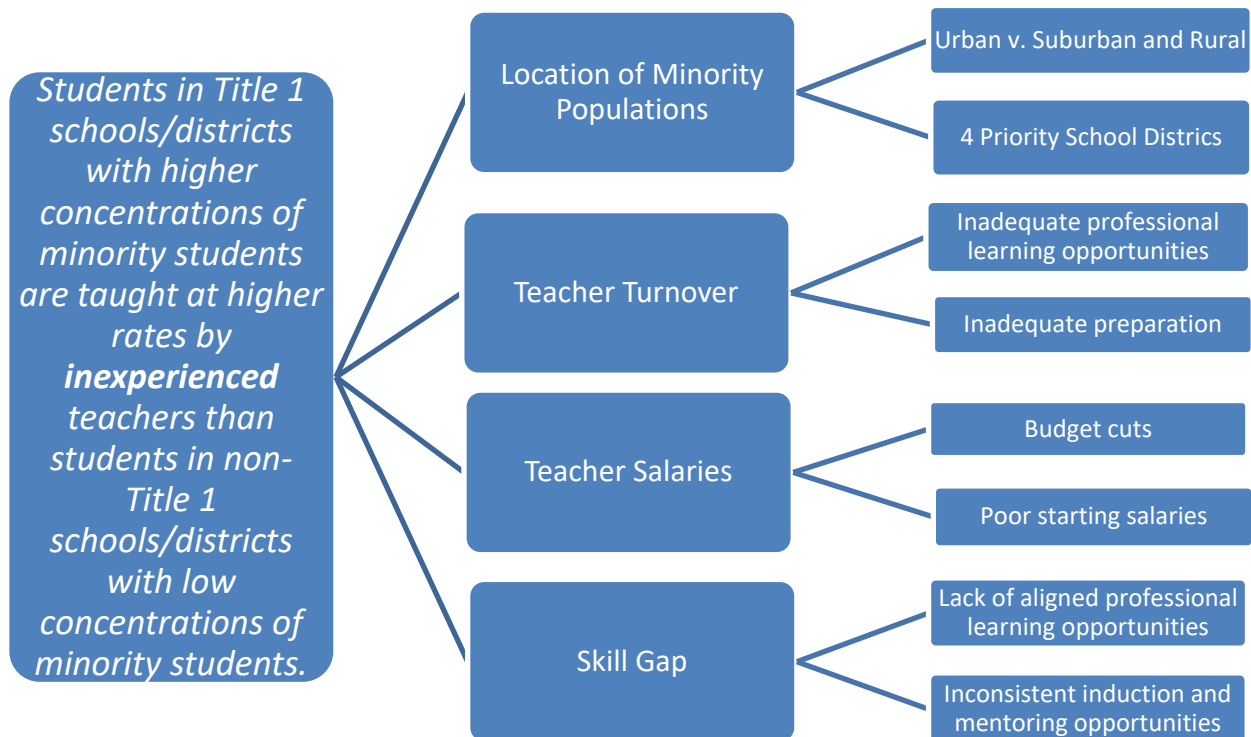 Students in Title 1
schools/districts
with higher
concentrations of
minority students
are taught at higher
rates by
inexperienced
teachers than
students in non-
Title 1
schools/districts
with low
concentrations of
minority students.
Location of Minority
Populations
Urban v. Suburban and Rural
4 Priority School Districs
Teacher Turnover
Inadequate professional
learning opportunities
Inadequate preparation
Teacher Salaries
Budget cuts
Poor starting salaries
Skill Gap
Lack of aligned professional
learning opportunities
Inconsistent induction and
mentoring opportunities